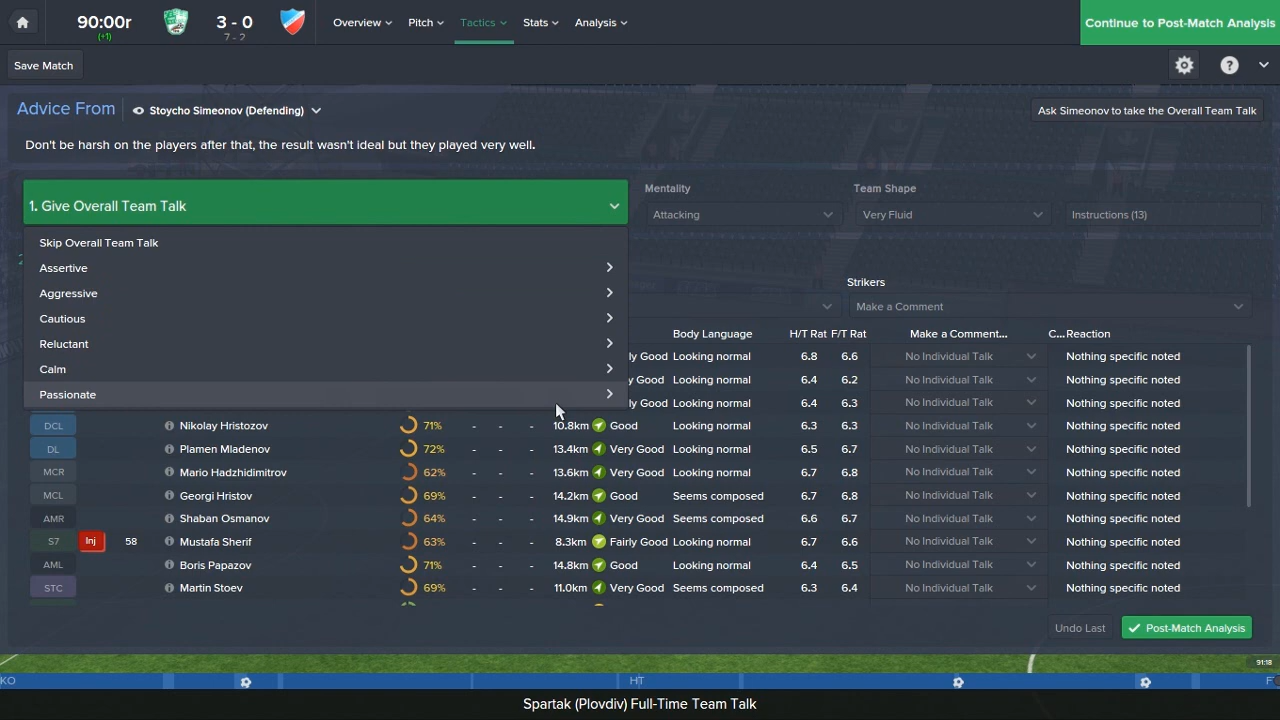 90:00r
(+1)
3 - 0
7 - 2
Overview
Pitch
Tactics
Stats
Analysis
Continue to Post-Match Analysis
Save Match
?
Advice From
Stoycho Simeonov (Defending)
Ask Simeonov to take the Overall Team Talk
Don't be harsh on the players after that, the result wasn't ideal but they played very well.
1. Give Overall Team Talk
Mentality
Team Shape
Attacking
Very Fluid
Instructions (13)
Skip Overall Team Talk
Assertive
Aggressive
Cautious
Reluctant
Calm
Passionate
Strikers
Make a Comment
Body Language H/T Rat F/T Rat Make a Comment... C... Reaction
ly Good Looking normal 6.8 6.6 No Individual Talk Nothing specific noted
y Good Looking normal 6.4 6.2 No Individual Talk Nothing specific noted
ly Good Looking normal 6.4 6.3 No Individual Talk Nothing specific noted
DCL Nikolay Hristozov 71% - - - 10.8km Good Looking normal 6.3 6.3 No Individual Talk Nothing specific noted
DL Plamen Mladenov 72% - - - 13.4km Very Good Looking normal 6.5 6.7 No Individual Talk Nothing specific noted
MCR Mario Hadzhidimitrov 62% - - - 13.6km Very Good Looking normal 6.7 6.8 No Individual Talk Nothing specific noted
MCL Georgi Hristov 69% - - - 14.2km Good Seems composed 6.7 6.8 No Individual Talk Nothing specific noted
AMR Shaban Osmanov 64% - - - 14.9km Very Good Seems composed 6.6 6.7 No Individual Talk Nothing specific noted
S7 Inj 58 Mustafa Sherif 63% - - - 8.3km Fairly Good Looking normal 6.7 6.6 No Individual Talk Nothing specific noted
AML Boris Papazov 71% - - - 14.8km Good Looking normal 6.4 6.5 No Individual Talk Nothing specific noted
STC Martin Stoev 69% - - - 11.0km Very Good Seems composed 6.3 6.4 No Individual Talk Nothing specific noted
Undo Last
Post-Match Analysis
91:18
KO
HT
F
Spartak (Plovdiv) Full-Time Team Talk